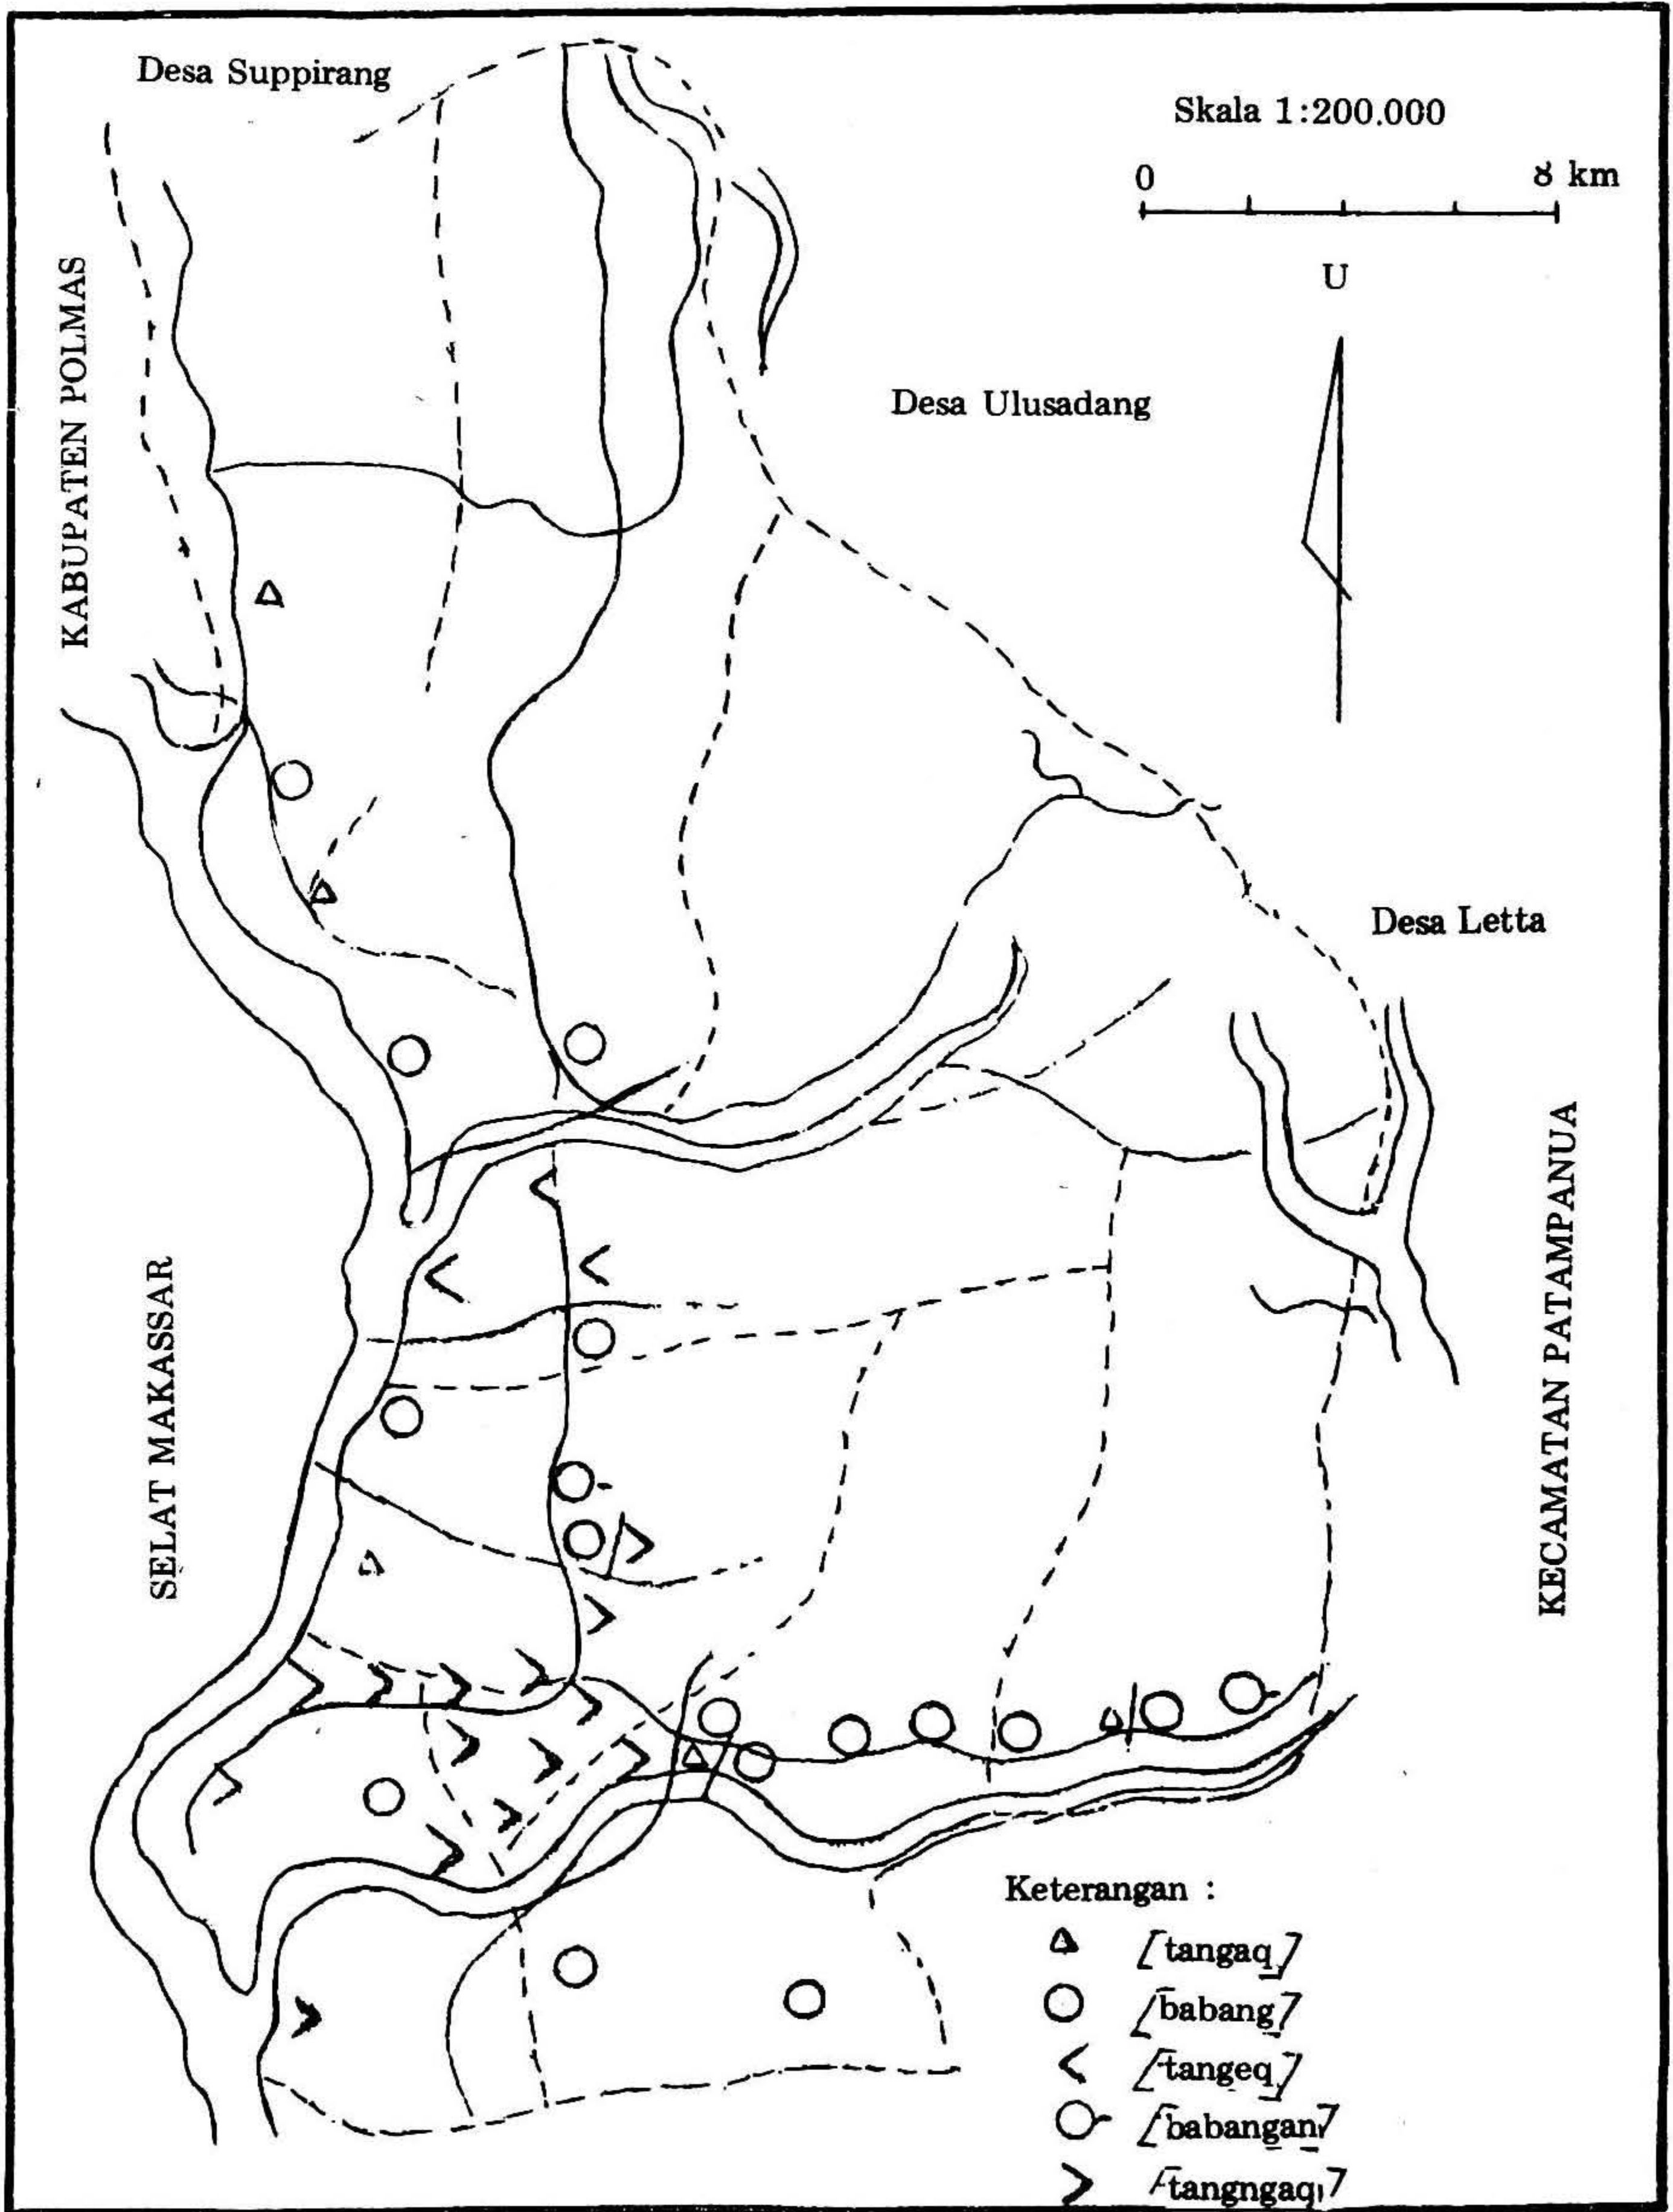 Desa Suppirang
Skala 1:200.000
0 8 km
U
KABUPATEN POLMAS
Desa Ulusadang
Desa Letta
SELAT MAKASSAR
KECAMATAN PATAMPANUA
Keterangan :
[tangaq]
[babang]
[tangeq]
[babangan]
[tangngaq]